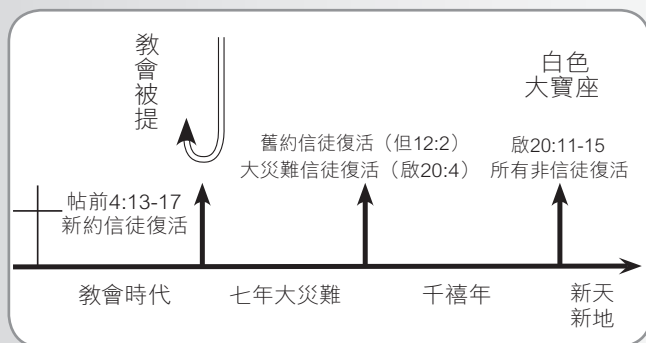 教會被提
白色
大寶座
舊約信徒復活（但12:2）
大災難信徒復活（啟20:4）
啟20:11-15
所有非信徒復活
帖前4:13-17
新約信徒復活
教會時代
七年大災難
千禧年
新天
新地